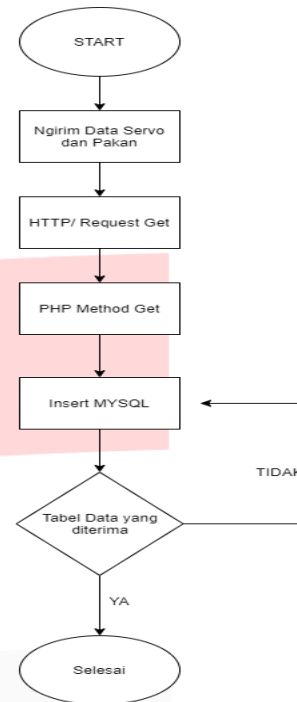 START
Ngirim Data Servo
dan Pakan
HTTP/ Request Get
PHP Method Get
Insert MYSQL
TIDAK
Tabel Data yang
diterima
YA
Selesai